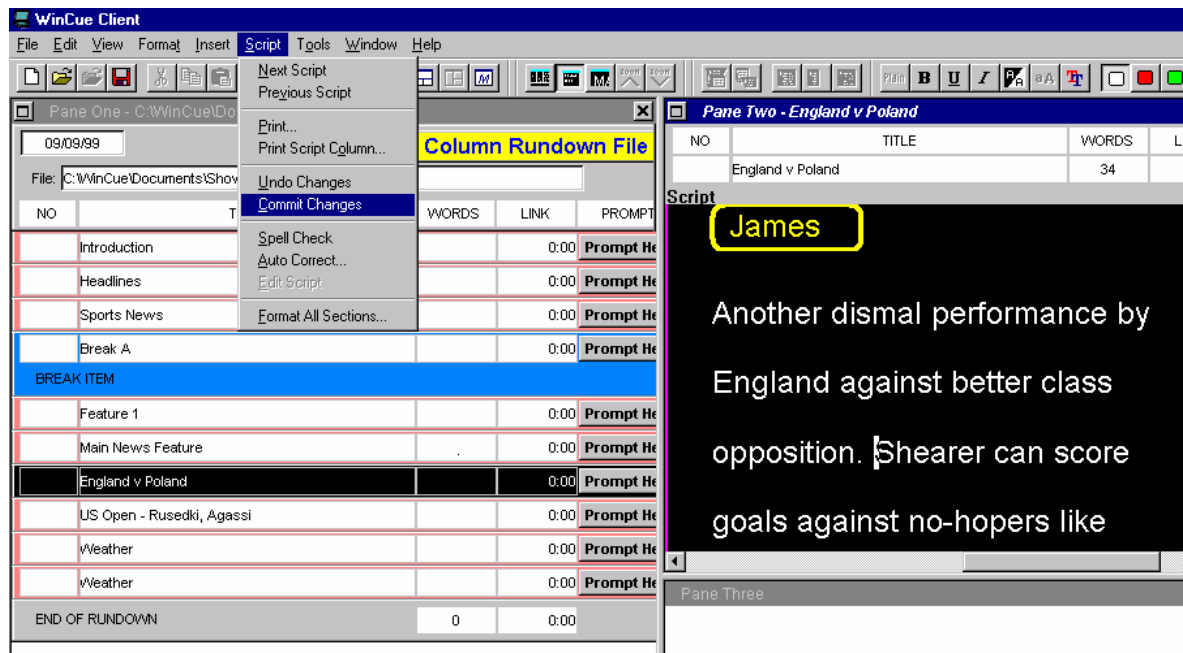 WinCue Client
File Edit View Format Insert Script Tools Window Help
Next Script
Previous Script
Print...
Print Script Column...
Undo Changes
Commit Changes
Spell Check
Auto Correct...
Edit Script
Format All Sections...
zoom zoom
Plain B U I A aA
Pane One - C:\WinCue\Do
09/09/99
Column Rundown File
File: C:\WinCue\Documents\Shov
NO T WORDS LINK PROMPT
Introduction 0:00 Prompt He
Headlines 0:00 Prompt He
Sports News 0:00 Prompt He
Break A 0:00 Prompt He
BREAK ITEM
Feature 1 0:00 Prompt He
Main News Feature 0:00 Prompt He
England v Poland 0:00 Prompt He
US Open - Rusedki, Agassi 0:00 Prompt He
Weather 0:00 Prompt He
Weather 0:00 Prompt He
END OF RUNDOWN 0 0:00
Pane Two - England v Poland
NO TITLE WORDS L
England v Poland 34
Script
James
Another dismal performance by
England against better class
opposition. Shearer can score
goals against no-hopers like
Pane Three